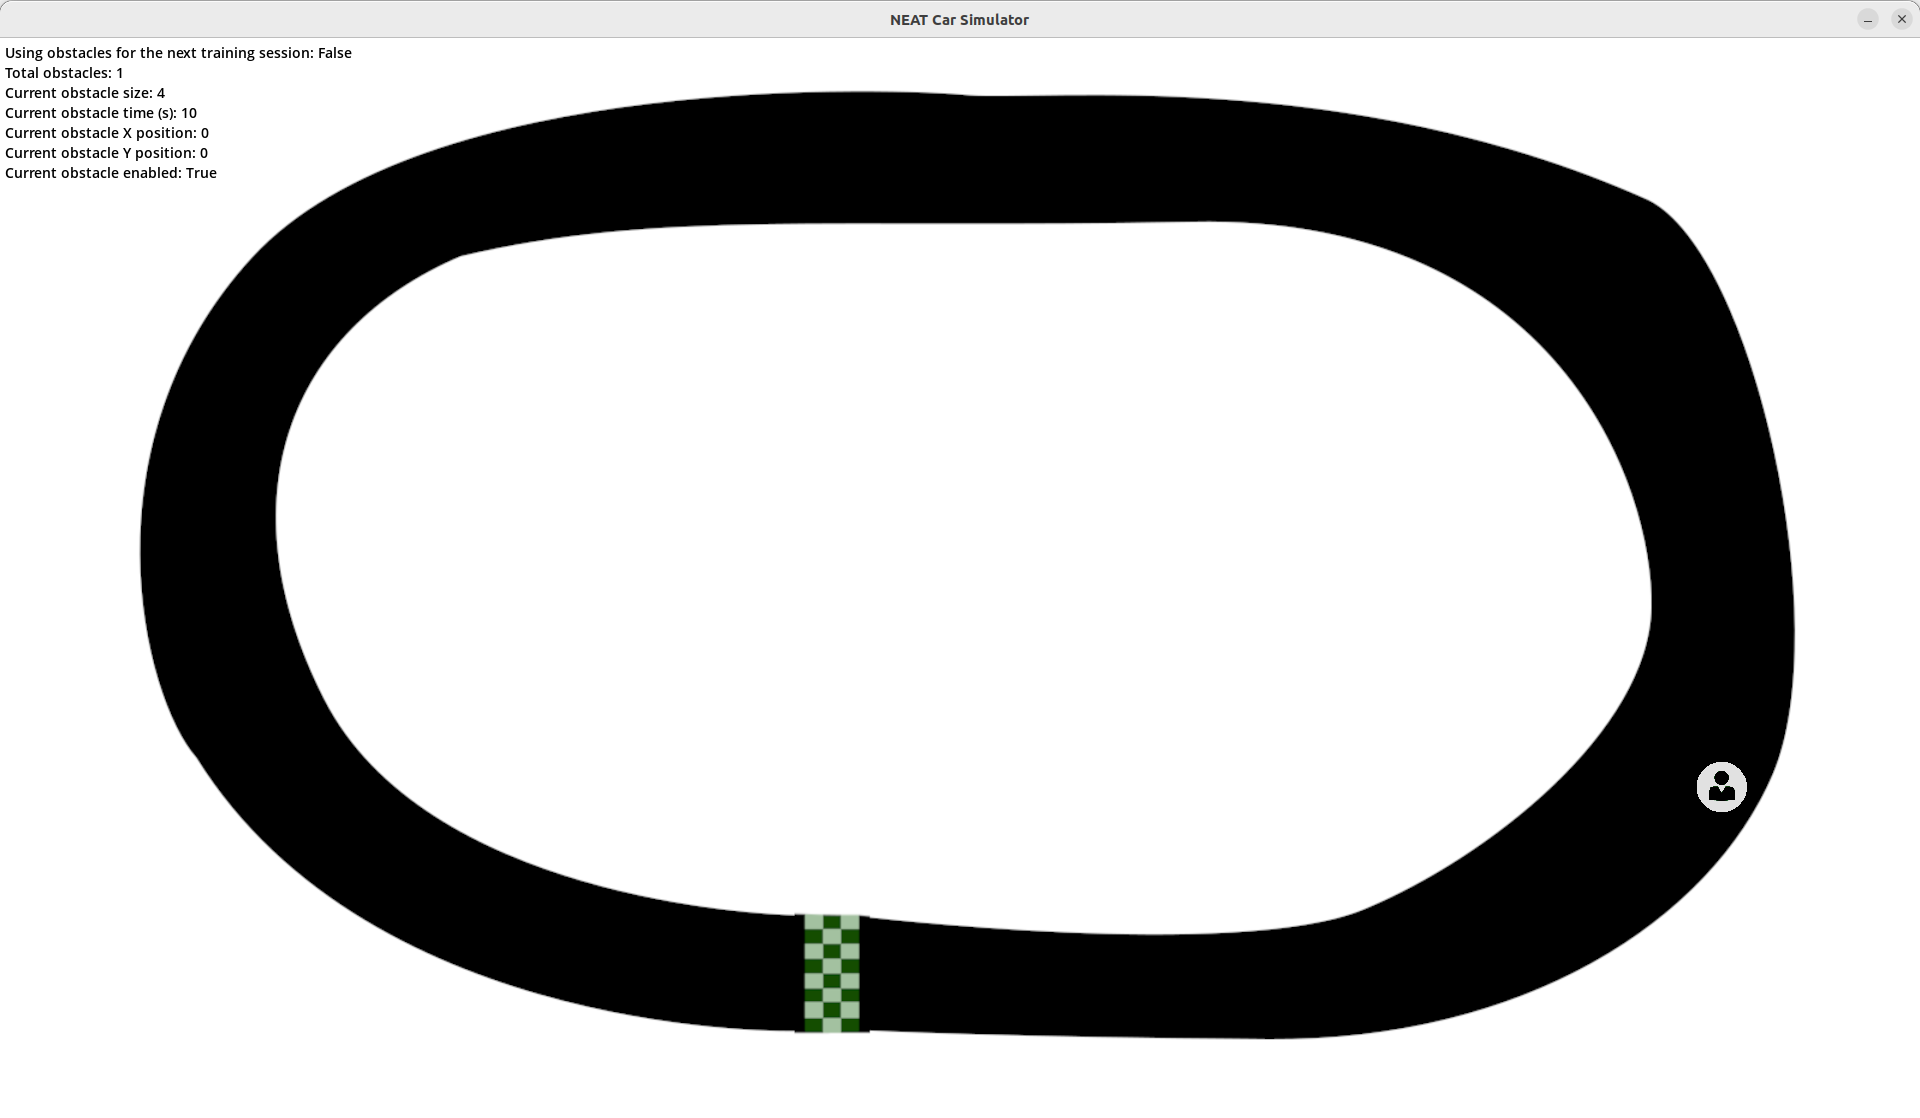 NEAT Car Simulator
Using obstacles for the next training session: False
Total obstacles: 1
Current obstacle size: 4
Current obstacle time (s): 10
Current obstacle X position: 0
Current obstacle Y position: 0
Current obstacle enabled: True